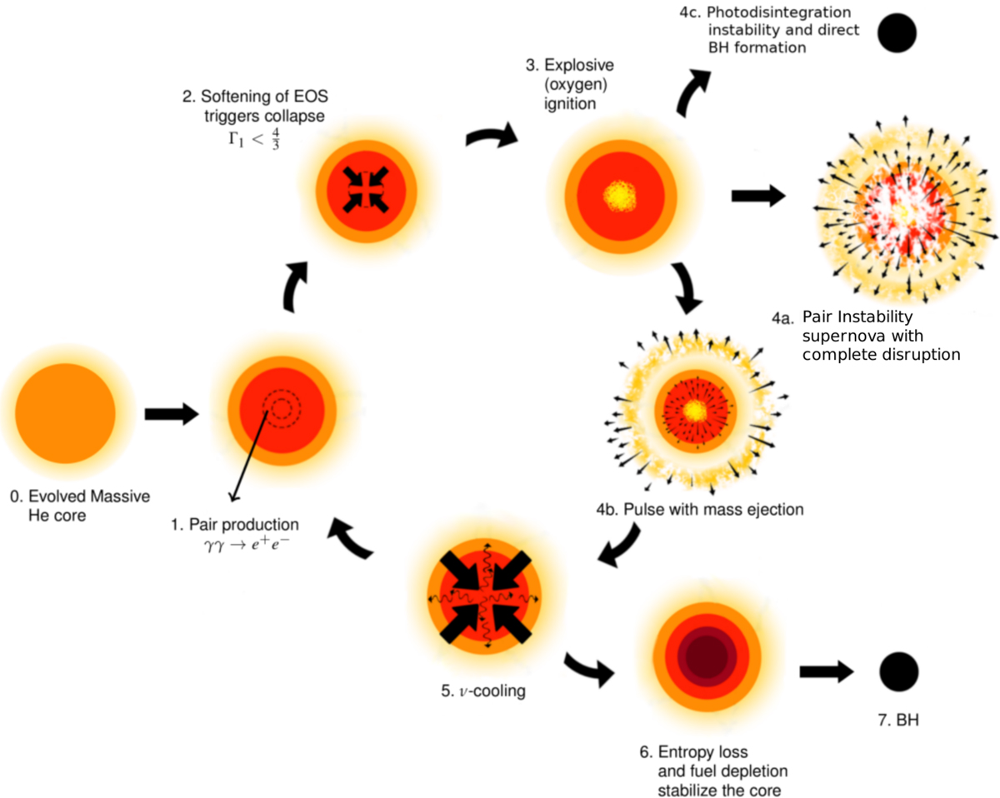 4c. Photodisintegration
instability and direct
BH formation
3. Explosive
(oxygen)
ignition
2. Softening of EOS
triggers collapse
Γ₁ < 4/3
4a. Pair Instability
supernova with
complete disruption
0. Evolved Massive
He core
1. Pair production
γγ → e⁺e⁻
4b. Pulse with mass ejection
5. ν-cooling
7. BH
6. Entropy loss
and fuel depletion
stabilize the core